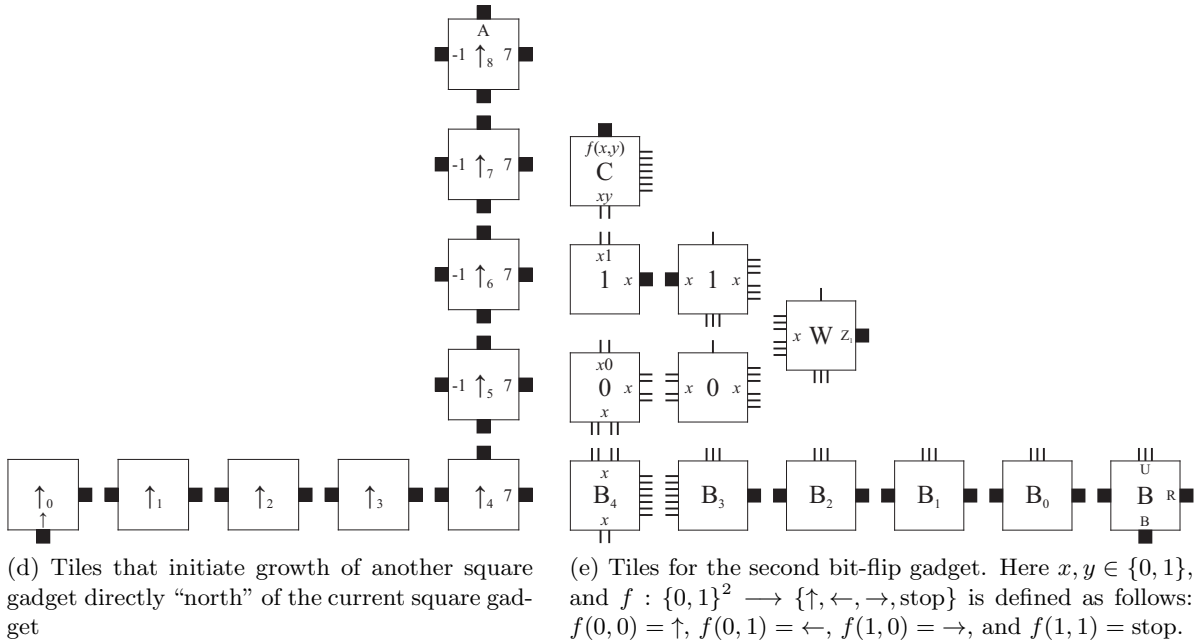 A
-1 ↑8 7
-1 ↑7 7
-1 ↑6 7
-1 ↑5 7
↑0 ↑1 ↑2 ↑3 ↑4 7
↑
(d) Tiles that initiate growth of another square
gadget directly “north” of the current square gad-
get
f(x,y)
C
xy
x1
1 x x 1 x
x W Z1
x0
0 x x 0 x
x
x U
B4 B3 B2 B1 B0 B R
x B
(e) Tiles for the second bit-flip gadget. Here x, y ∈ {0, 1},
and f : {0, 1}² ⟶ {↑, ←, →, stop} is defined as follows:
f(0, 0) = ↑, f(0, 1) = ←, f(1, 0) = →, and f(1, 1) = stop.